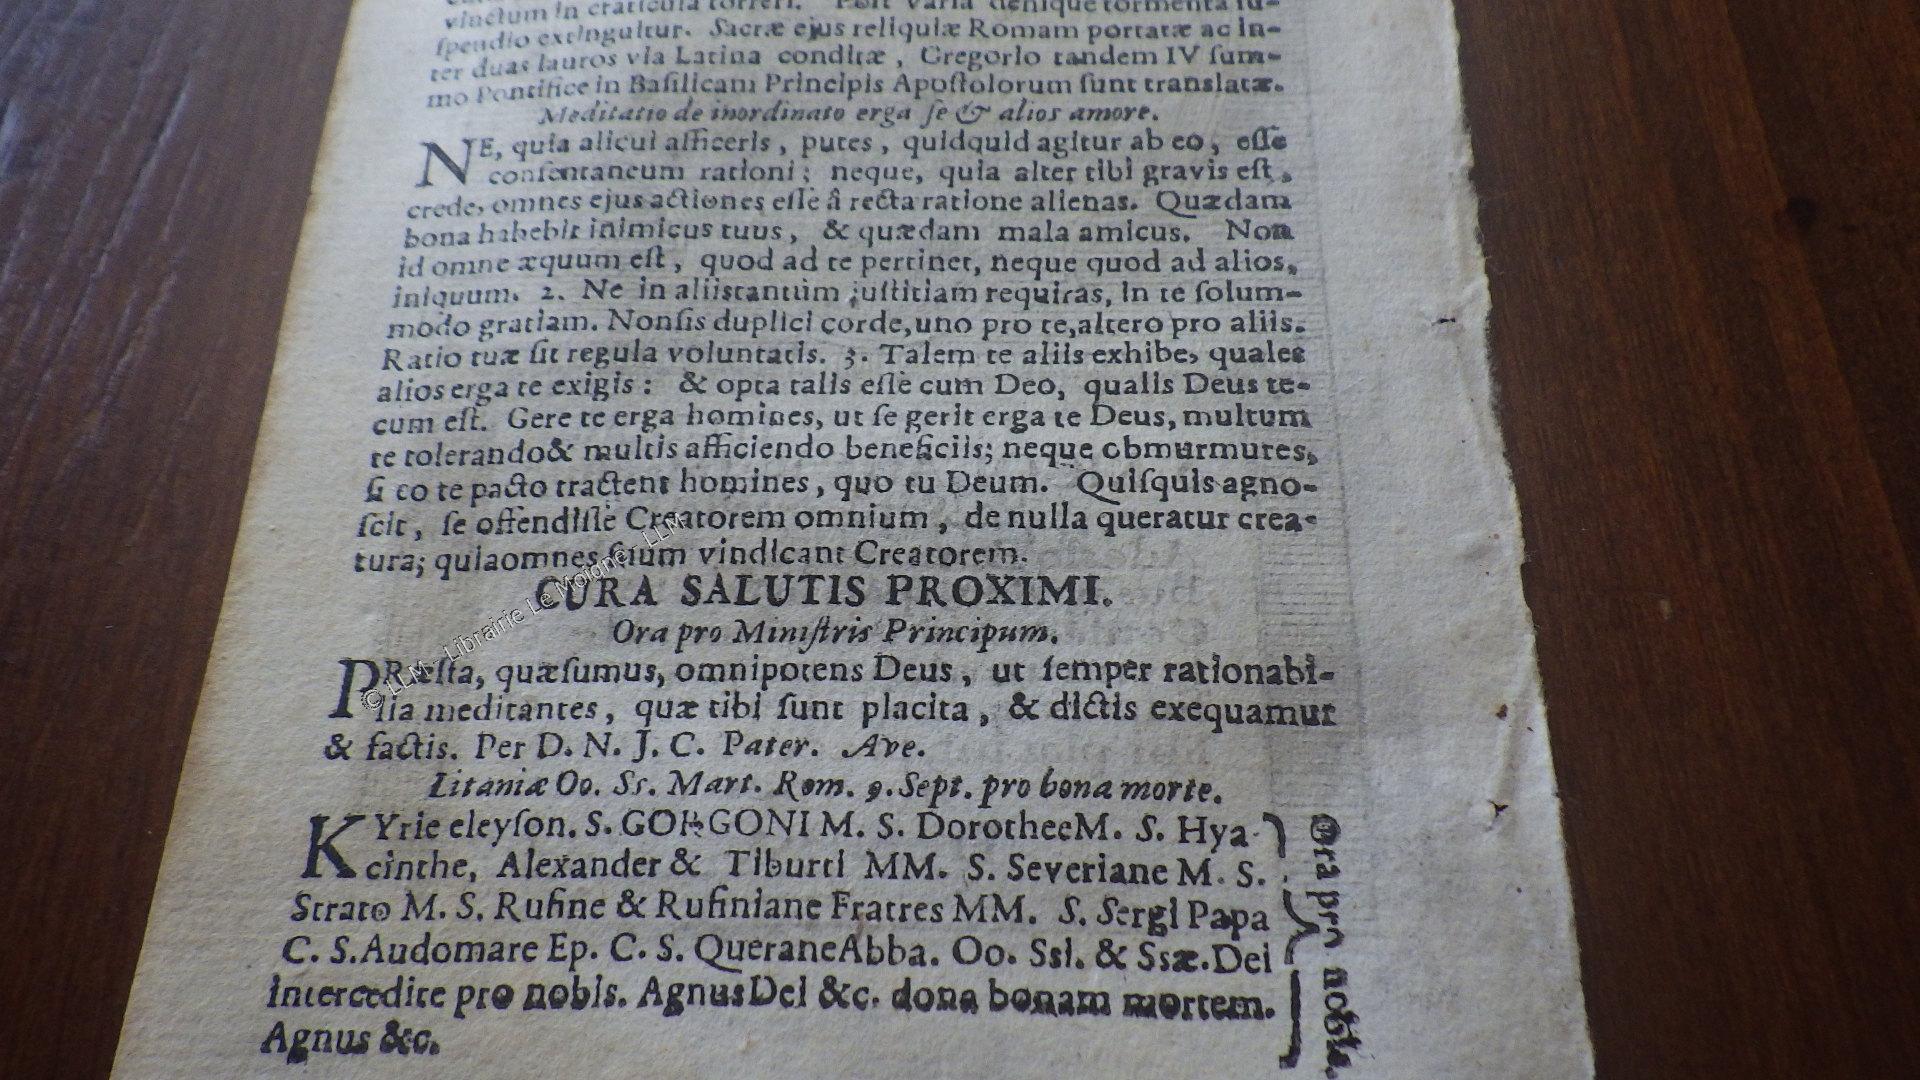 vinctum in craticula torreri. Post varia denique tormenta su-
spendio extinguitur. Sacræ ejus reliquiæ Romam portatæ ac in-
ter duas lauros via Latina conditæ, Gregorio tandem IV sum-
mo Pontifice in Basilicam Principis Apostolorum sunt translatæ.
Meditatio de inordinato erga se & alios amore.
NE, quia alicui afficeris, putes, quidquid agitur ab eo, esse
consentaneum rationi; neque, quia alter tibi gravis est,
crede, omnes ejus actiones esse â recta ratione alienas. Quædam
bona habebit inimicus tuus, & quædam mala amicus. Non
id omne æquum est, quod ad te pertinet, neque quod ad alios,
iniquum. 2. Ne in aliis tantùm justitiam requiras, in te solum-
modo gratiam. Non sis duplici corde, uno pro te, altero pro aliis.
Ratio tuæ sit regula voluntatis. 3. Talem te aliis exhibe, quales
alios erga te exigis: & opta talis esse cum Deo, qualis Deus te-
cum est. Gere te erga homines, ut se gerit erga te Deus, multum
te tolerando & multis afficiendo beneficiis; neque obmurmures,
si eo te pacto tractent homines, quo tu Deum. Quisquis agno-
scit, se offendisse Creatorem omnium, de nulla queratur crea-
tura; quia omnes suum vindicant Creatorem.
CURA SALUTIS PROXIMI.
Ora pro Ministris Principum.
PRæsta, quæsumus, omnipotens Deus, ut semper rationabi-
lia meditantes, quæ tibi sunt placita, & dictis exequamur
& factis. Per D. N. J. C. Pater. Ave.
Litaniæ Oo. Ss. Mart. Rom. 9. Sept. pro bona morte.
KYrie eleyson. S. GORGONI M. S. Dorothee M. S. Hya-
cinthe, Alexander & Tiburti MM. S. Severiane M. S.
Strato M. S. Rufine & Rufiniane Fratres MM. S. Sergi Papa
C. S. Audomare Ep. C. S. Querane Abba. Oo. Ssi. & Ssæ. Dei
intercedite pro nobis. Agnus Dei &c. dona bonam mortem.
Agnus &c.
Ora pro nobis.
© LLM - Librairie Le Moigne - LLM